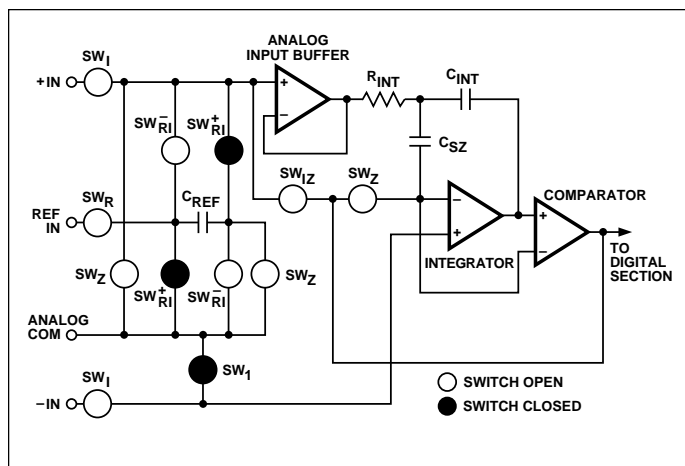 ANALOG
INPUT BUFFER
SW_I
+IN
R_INT
C_INT
SW_RI^-
SW_RI^+
C_SZ
SW_IZ
SW_Z
SW_R
C_REF
COMPARATOR
REF
IN
INTEGRATOR
TO
DIGITAL
SECTION
SW_Z
SW_RI^+
SW_RI^-
SW_Z
ANALOG
COM
SW_1
SWITCH OPEN
SW_I
–IN
SWITCH CLOSED
+
–
–
+
+
–